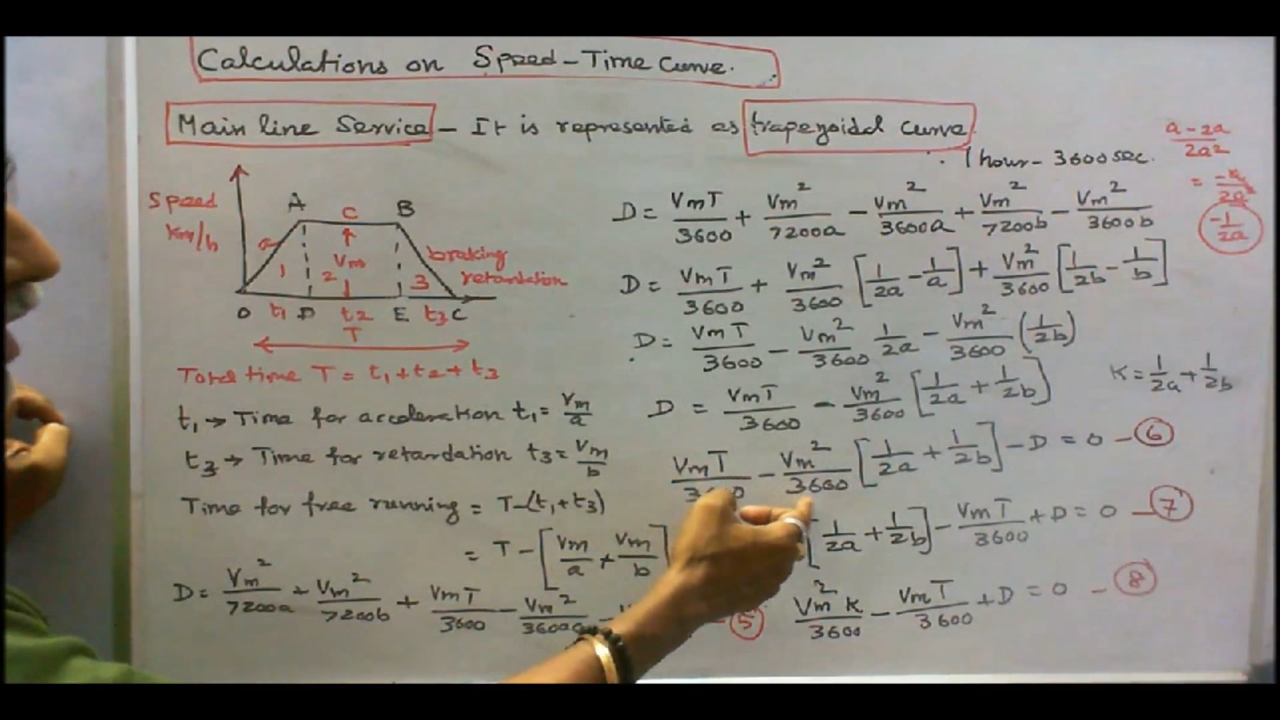 Calculations on Speed-Time Curve.
Main line Service - It is represented as trapezoidal curve.
∴ 1 hour - 3600 sec.
a - 2a / 2a²
= -a / 2a²
-1/2a
Speed
Km/h
A C B
a 1 Vm 2 3 braking
retardation
O t1 D t2 E t3 C
T
Total time T = t1 + t2 + t3
t1 → Time for acceleration t1 = Vm/a
t3 → Time for retardation t3 = Vm/b
Time for free running = T - (t1 + t3)
= T - [Vm/a + Vm/b]
D = Vm²/7200a + Vm²/7200b + VmT/3600 - Vm²/3600a - 5
D = VmT/3600 + Vm²/7200a - Vm²/3600a + Vm²/7200b - Vm²/3600b
D = VmT/3600 + Vm²/3600 [1/2a - 1/a] + Vm²/3600 [1/2b - 1/b]
D = VmT/3600 - Vm²/3600 1/2a - Vm²/3600 (1/2b)
D = VmT/3600 - Vm²/3600 [1/2a + 1/2b]
K = 1/2a + 1/2b
VmT/3600 - Vm²/3600 [1/2a + 1/2b] - D = 0 - 6
[1/2a + 1/2b] - VmT/3600 + D = 0 - 7
Vm² K/3600 - VmT/3600 + D = 0 - 8